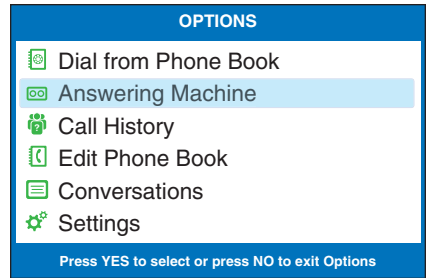 OPTIONS
Dial from Phone Book
Answering Machine
Call History
Edit Phone Book
Conversations
Settings
Press YES to select or press NO to exit Options